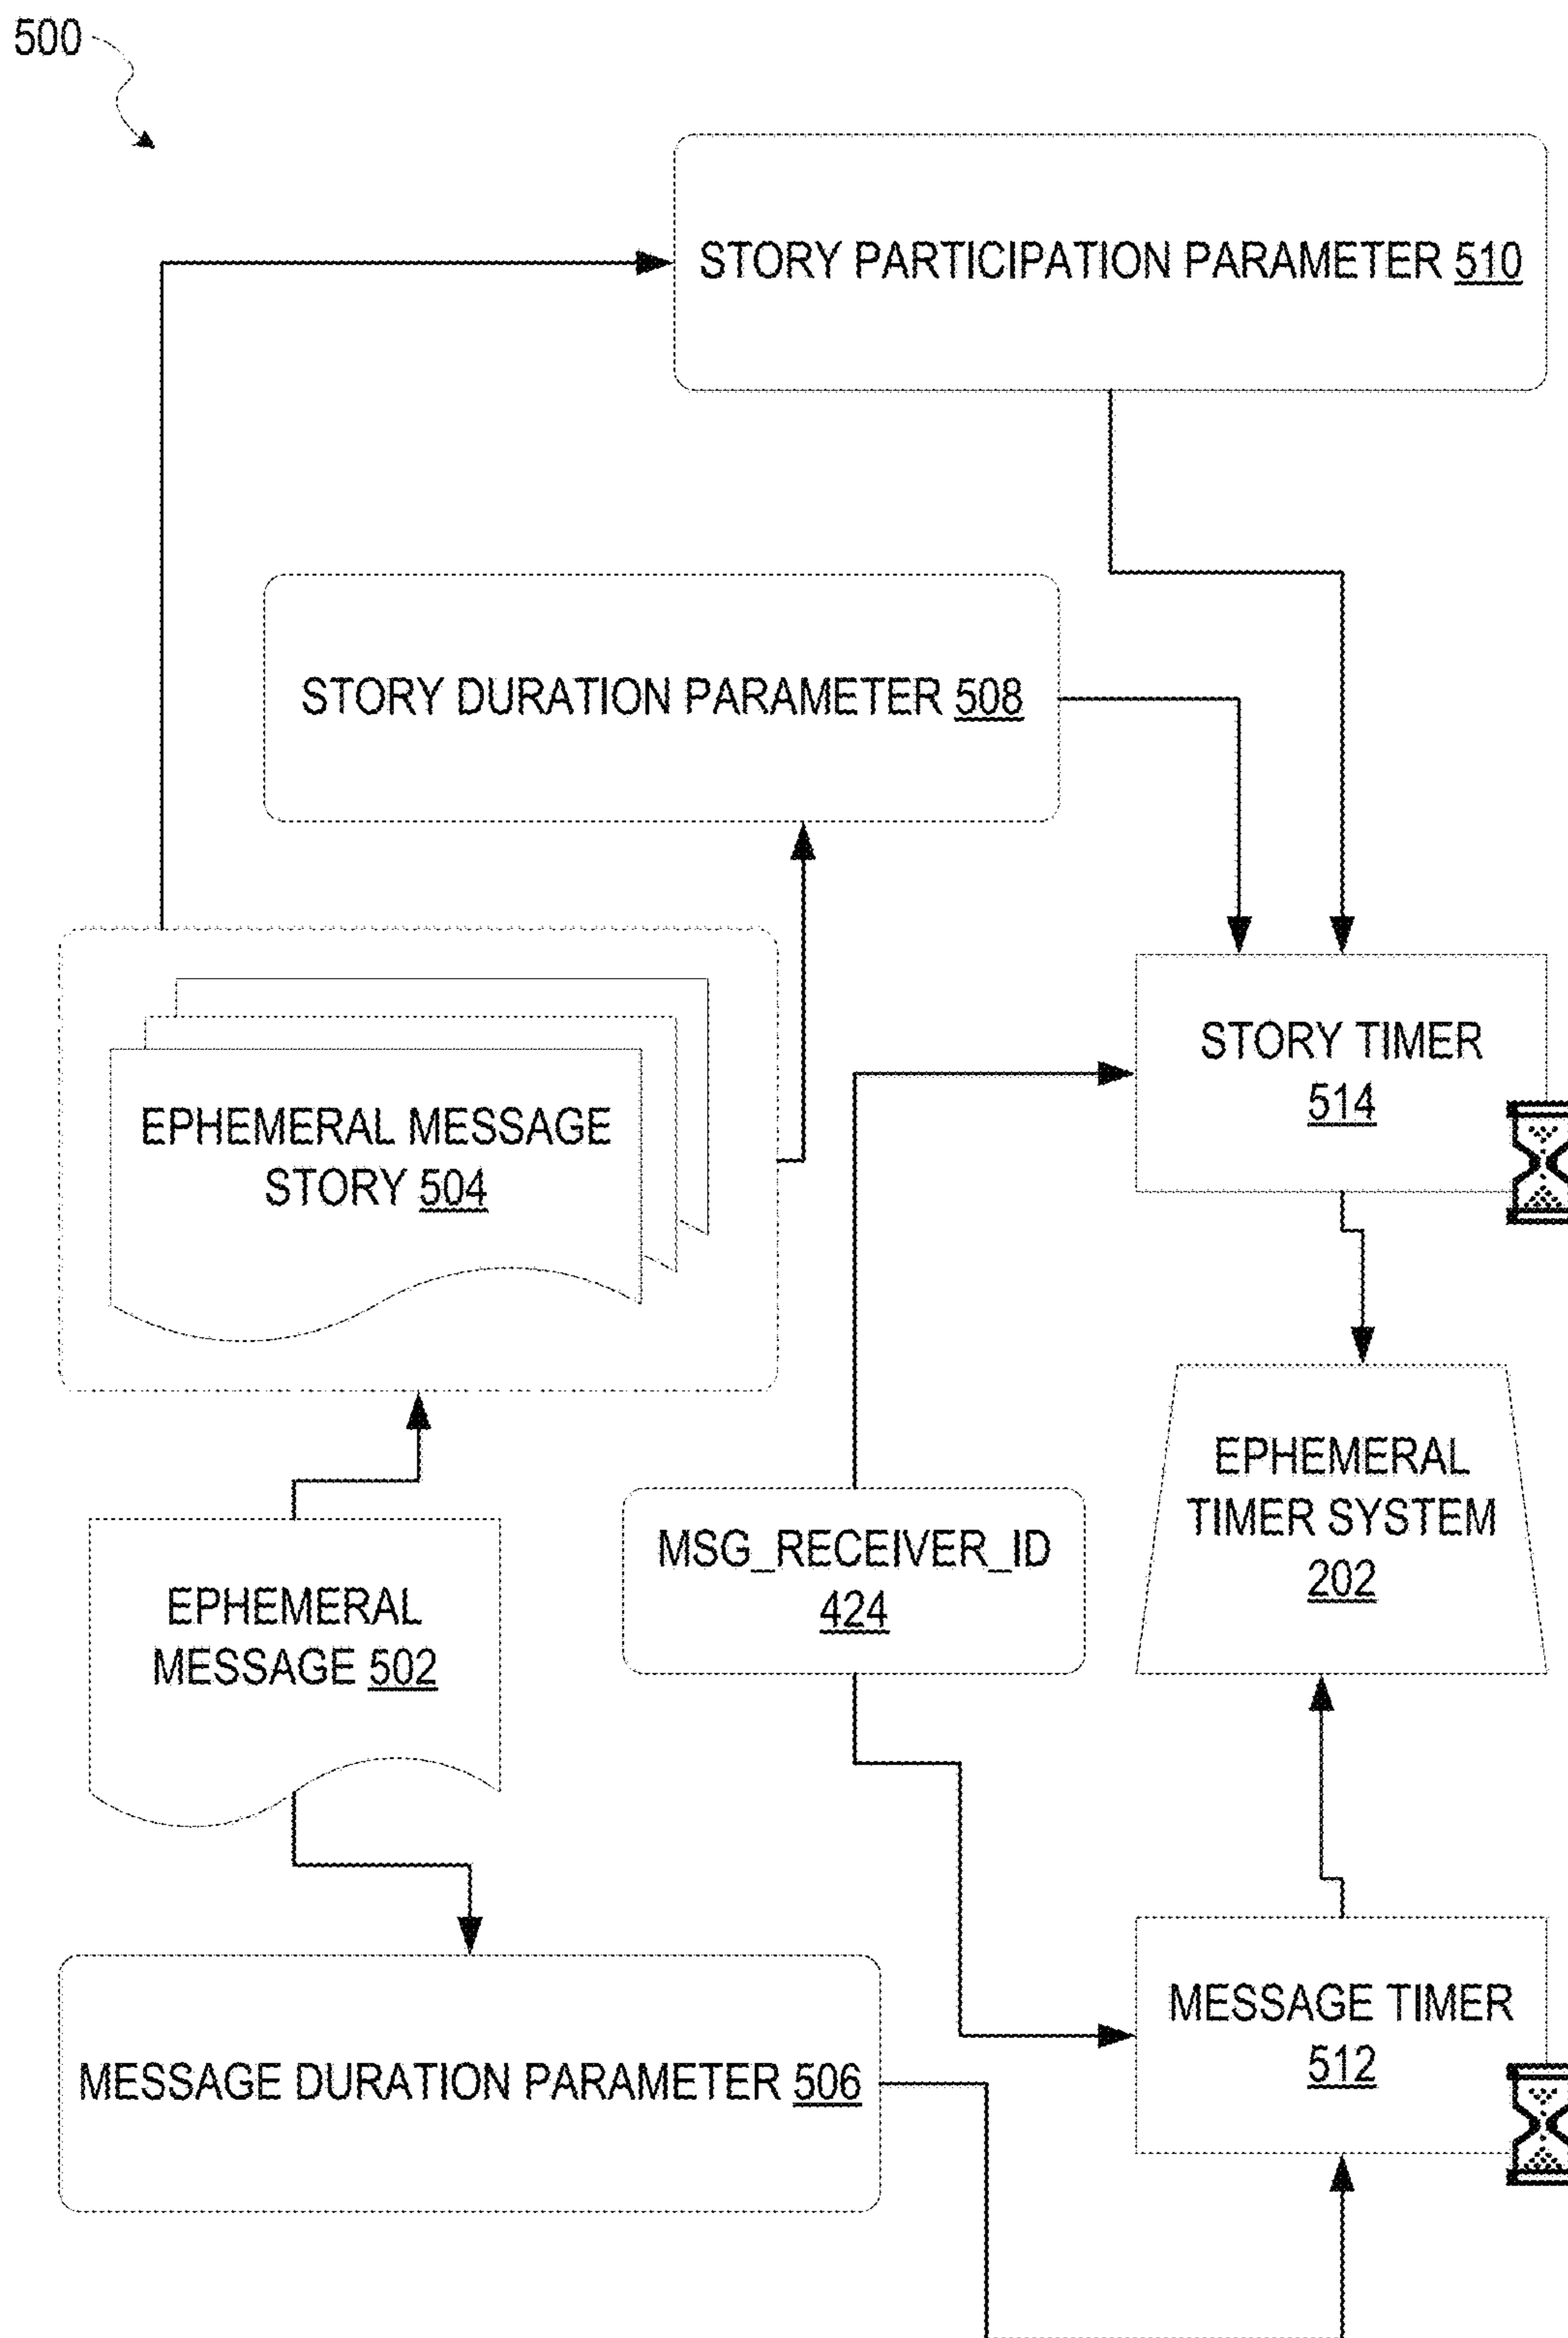 500
STORY PARTICIPATION PARAMETER 510
STORY DURATION PARAMETER 508
EPHEMERAL MESSAGE
STORY 504
STORY TIMER
514
EPHEMERAL
TIMER SYSTEM
202
MSG_RECEIVER_ID
424
EPHEMERAL
MESSAGE 502
MESSAGE DURATION PARAMETER 506
MESSAGE TIMER
512